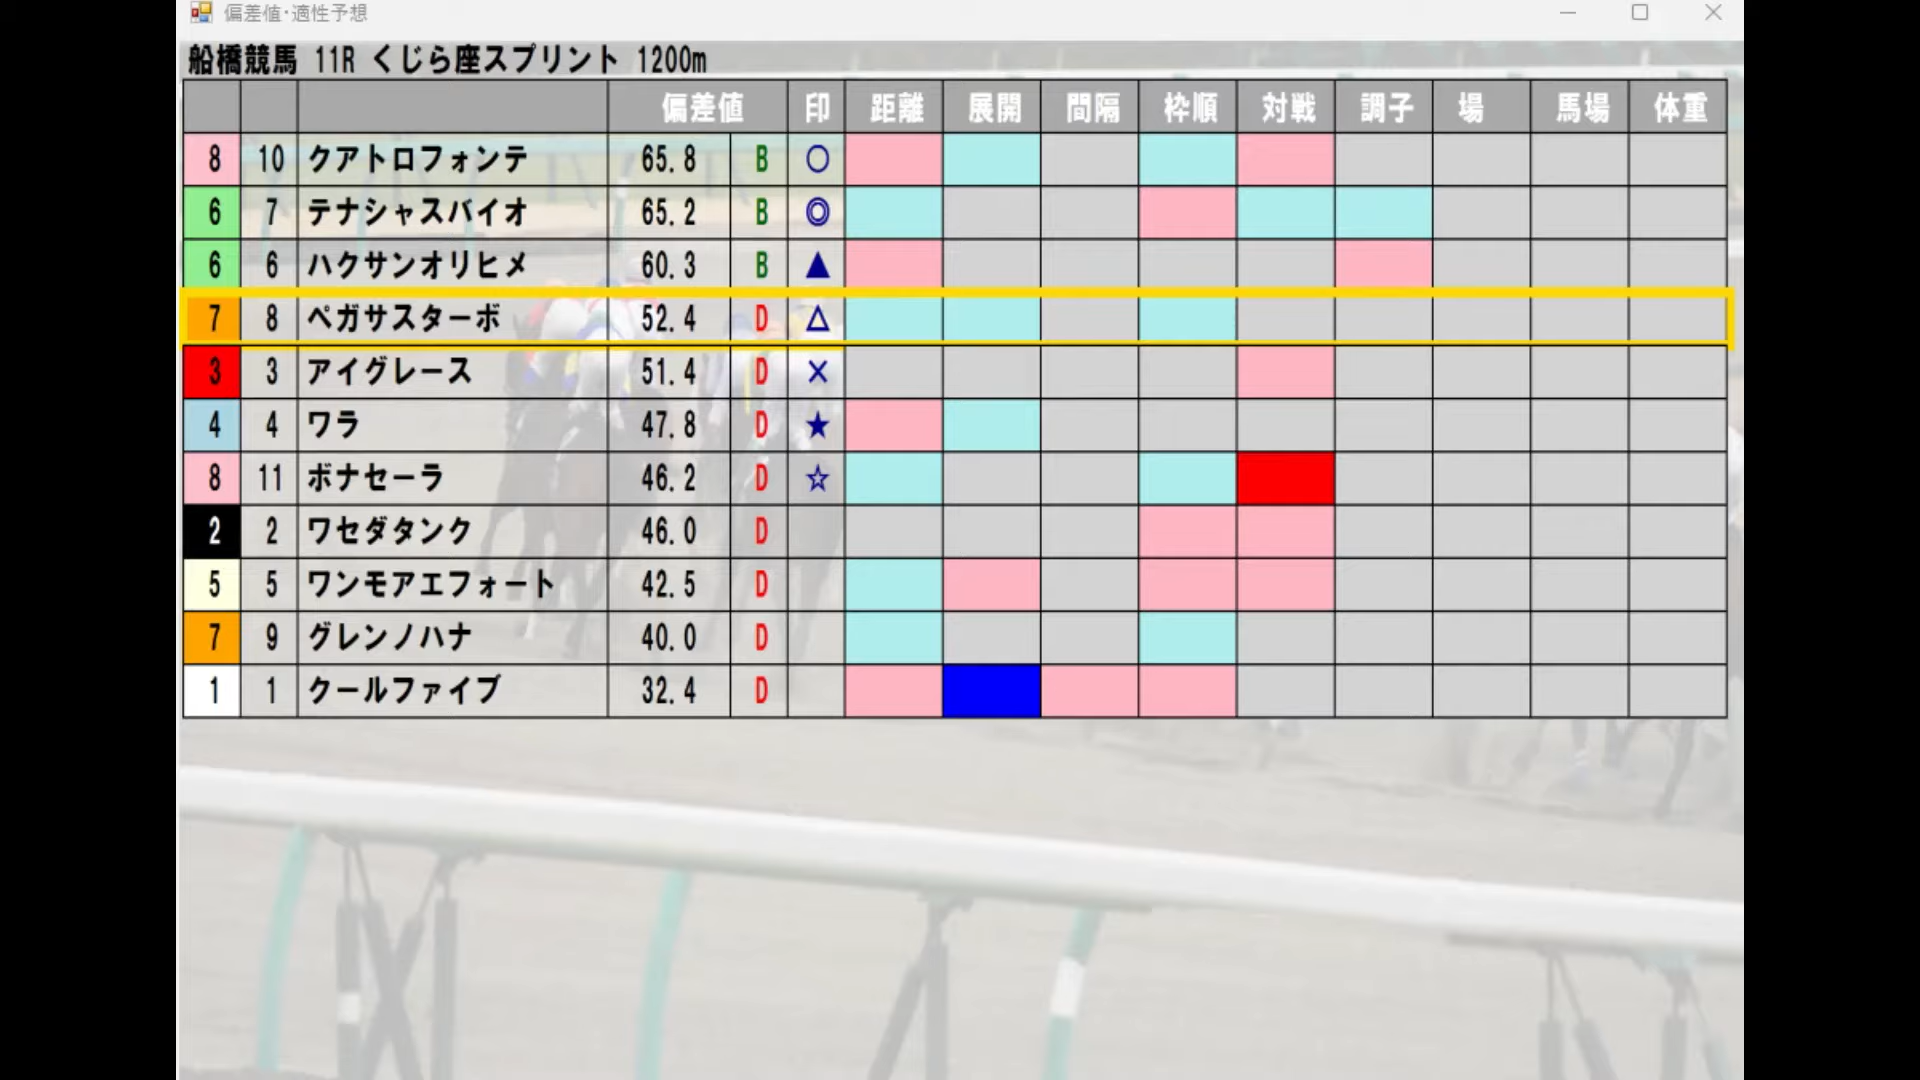 偏差値・適性予想
船橋競馬 11R くじら座スプリント 1200m
偏差値 印 距離 展開 間隔 枠順 対戦 調子 場 馬場 体重
8 10 クアトロフォンテ 65.8 B ○
6 7 テナシャスバイオ 65.2 B ◎
6 6 ハクサンオリヒメ 60.3 B ▲
7 8 ペガサスターボ 52.4 D △
3 3 アイグレース 51.4 D ×
4 4 ワラ 47.8 D ★
8 11 ボナセーラ 46.2 D ☆
2 2 ワセダタンク 46.0 D
5 5 ワンモアエフォート 42.5 D
7 9 グレンノハナ 40.0 D
1 1 クールファイブ 32.4 D